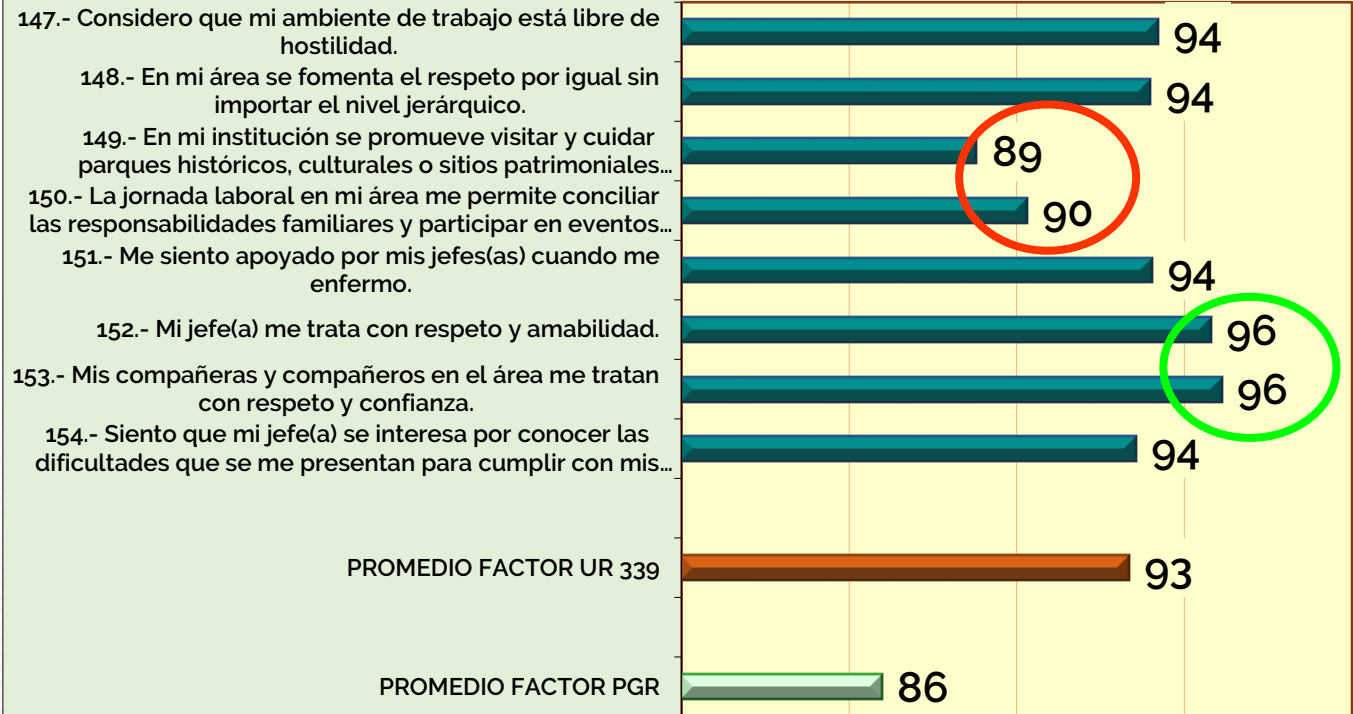 147.- Considero que mi ambiente de trabajo está libre de
hostilidad.
94
148.- En mi área se fomenta el respeto por igual sin
importar el nivel jerárquico.
94
149.- En mi institución se promueve visitar y cuidar
parques históricos, culturales o sitios patrimoniales...
89
150.- La jornada laboral en mi área me permite conciliar
las responsabilidades familiares y participar en eventos...
90
151.- Me siento apoyado por mis jefes(as) cuando me
enfermo.
94
152.- Mi jefe(a) me trata con respeto y amabilidad.
96
153.- Mis compañeras y compañeros en el área me tratan
con respeto y confianza.
96
154.- Siento que mi jefe(a) se interesa por conocer las
dificultades que se me presentan para cumplir con mis...
94
PROMEDIO FACTOR UR 339
93
PROMEDIO FACTOR PGR
86